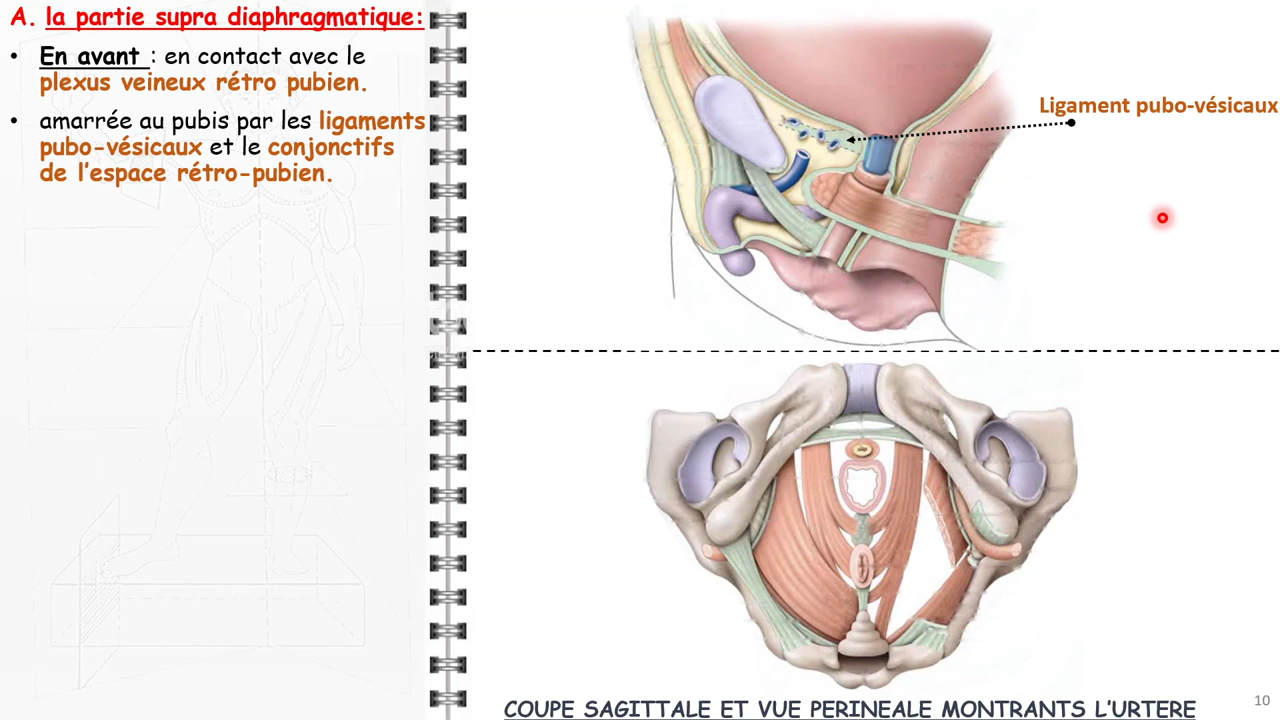 A. la partie supra diaphragmatique:
• En avant : en contact avec le
plexus veineux rétro pubien.
• amarrée au pubis par les ligaments
pubo-vésicaux et le conjonctifs
de l'espace rétro-pubien.
Ligament pubo-vésicaux
COUPE SAGITTALE ET VUE PERINEALE MONTRANTS L'URTERE
10